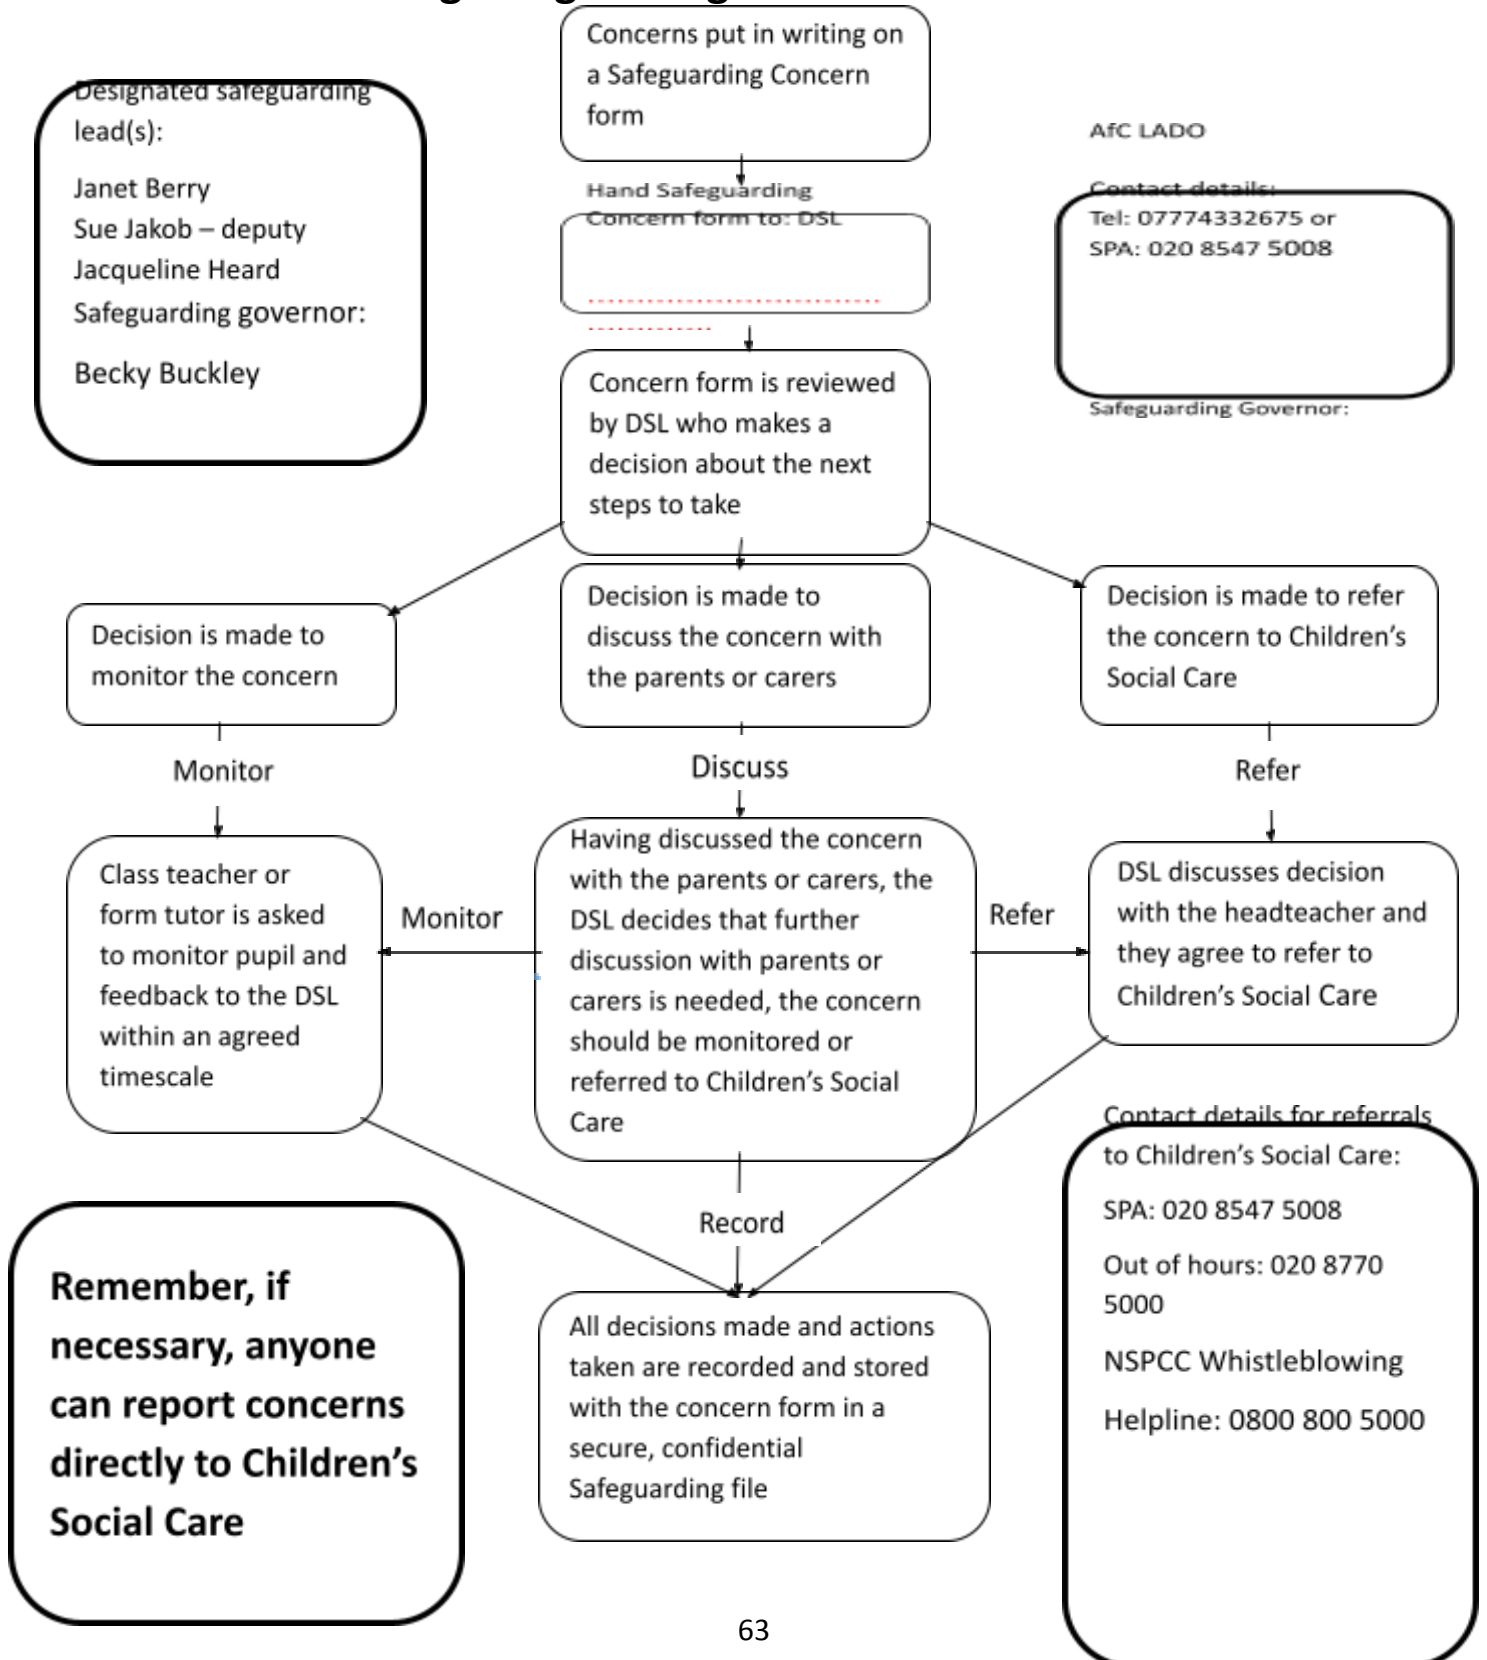 Concerns put in writing on
a Safeguarding Concern
form
Designated safeguarding
lead(s):
Janet Berry
Sue Jakob – deputy
Jacqueline Heard
Safeguarding governor:
Becky Buckley
Hand Safeguarding
Concern form to: DSL
AfC LADO
Contact details:
Tel: 07774332675 or
SPA: 020 8547 5008
Safeguarding Governor:
Concern form is reviewed
by DSL who makes a
decision about the next
steps to take
Decision is made to
monitor the concern
Decision is made to
discuss the concern with
the parents or carers
Decision is made to refer
the concern to Children’s
Social Care
Monitor
Discuss
Refer
Class teacher or
form tutor is asked
to monitor pupil and
feedback to the DSL
within an agreed
timescale
Monitor
Having discussed the concern
with the parents or carers, the
DSL decides that further
discussion with parents or
carers is needed, the concern
should be monitored or
referred to Children’s Social
Care
Refer
DSL discusses decision
with the headteacher and
they agree to refer to
Children’s Social Care
Record
Remember, if
necessary, anyone
can report concerns
directly to Children’s
Social Care
All decisions made and actions
taken are recorded and stored
with the concern form in a
secure, confidential
Safeguarding file
Contact details for referrals
to Children’s Social Care:
SPA: 020 8547 5008
Out of hours: 020 8770
5000
NSPCC Whistleblowing
Helpline: 0800 800 5000
63